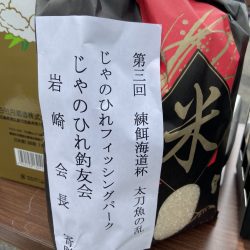 第三回　練餌海道杯　太刀魚の乱
じゃのひれフィッシングパーク
じゃのひれ釣友会
岩崎　会長
米